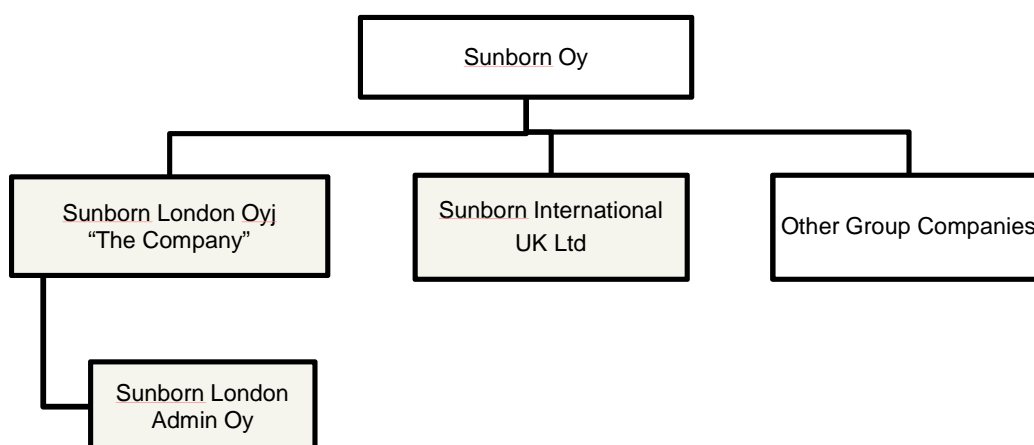 Sunborn Oy
Sunborn London Oyj
“The Company”
Sunborn International
UK Ltd
Other Group Companies
Sunborn London
Admin Oy